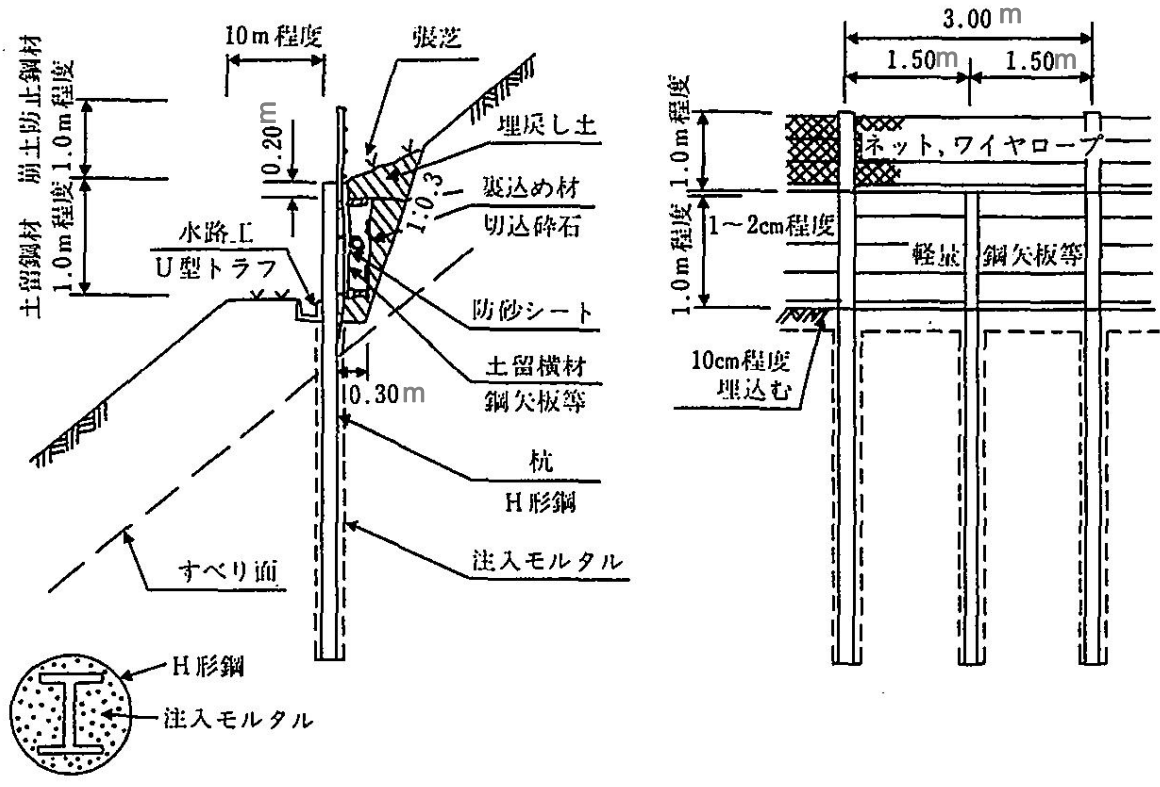 10m程度
張芝
崩土防止鋼材
1.0m程度
0.20m
埋戻し土
1:0.3
裏込め材
切込砕石
土留鋼材
1.0m程度
水路工
U型トラフ
防砂シート
土留横材
鋼矢板等
0.30m
杭
H形鋼
注入モルタル
すべり面
H形鋼
注入モルタル
3.00 m
1.50m
1.50m
1.0m程度
ネット,ワイヤロープ
1.0m程度
1~2cm程度
軽量鋼矢板等
10cm程度
埋込む